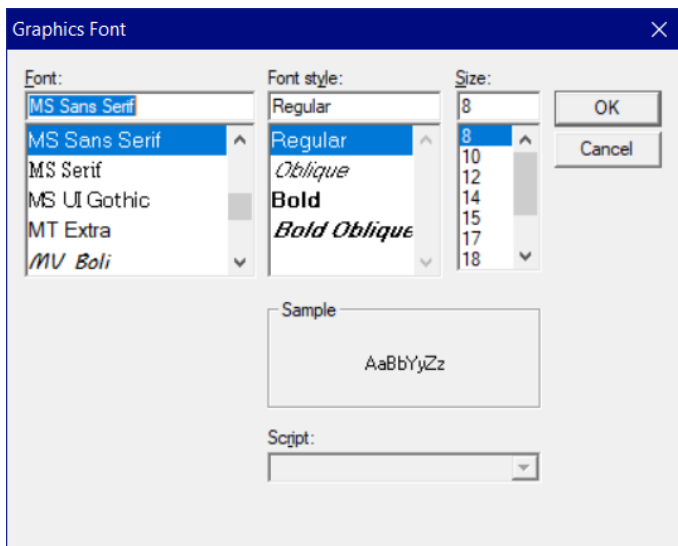 Graphics Font
Font:
MS Sans Serif
MS Sans Serif
MS Serif
MS UI Gothic
MT Extra
MV Boli
Font style:
Regular
Regular
Oblique
Bold
Bold Oblique
Size:
8
8
10
12
14
15
17
18
OK
Cancel
Sample
AaBbYyZz
Script: